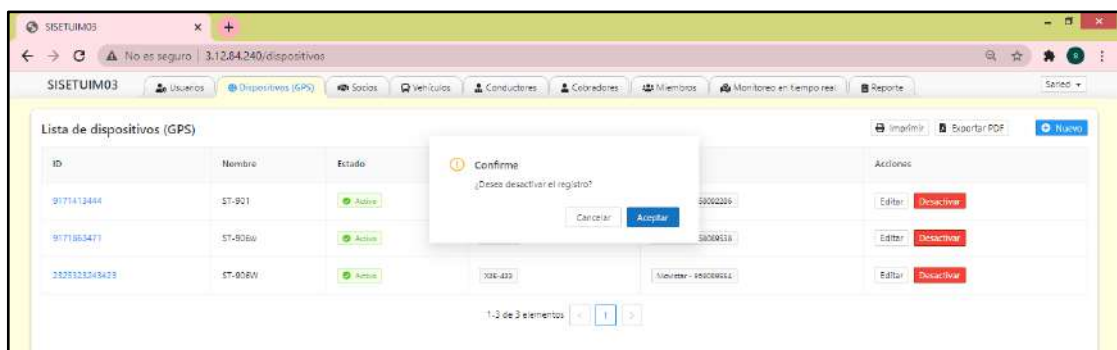 SISETUIM03
No es seguro | 3.12.84.240/dispositivos
SISETUIM03 Usuarios Dispositivos (GPS) Socios Vehículos Conductores Cobradores Miembros Monitoreo en tiempo real Reporte
Lista de dispositivos (GPS) Imprimir Exportar PDF Nuevo
ID Nombre Estado Acciones
Confirme
¿Desea desactivar el registro?
Cancelar Aceptar
9171413444 ST-901 Activo Editar Desactivar
ST-906W Activo Editar Desactivar
ST-906W Activo Editar Desactivar
1-3 de 3 elementos < 1 >